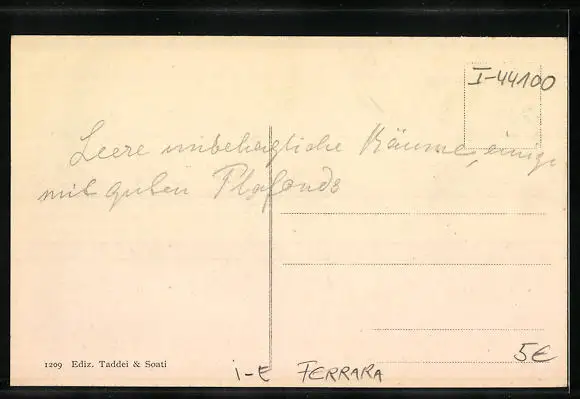 I-44100
Leere unbehagliche Räume, einige
mit guten Plafonds
1209 Ediz. Taddei & Soati
5€
i-E FERRARA